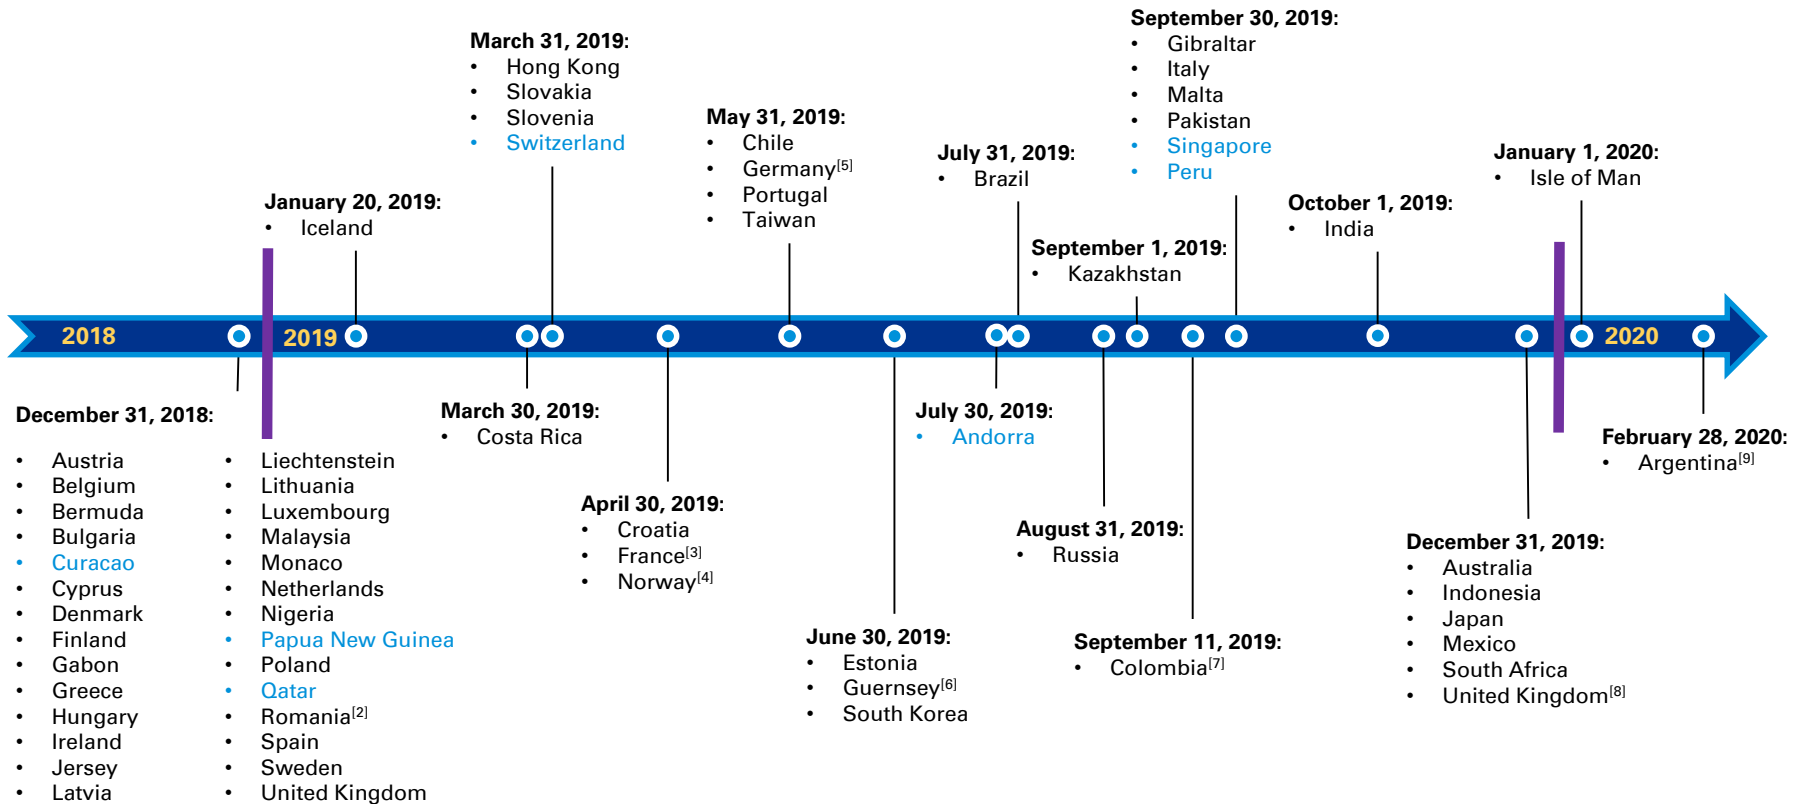 September 30, 2019:
• Gibraltar
• Italy
• Malta
• Pakistan
• Singapore
• Peru
March 31, 2019:
• Hong Kong
• Slovakia
• Slovenia
• Switzerland
May 31, 2019:
• Chile
• Germany[5]
• Portugal
• Taiwan
July 31, 2019:
• Brazil
January 1, 2020:
• Isle of Man
January 20, 2019:
• Iceland
October 1, 2019:
• India
September 1, 2019:
• Kazakhstan
2018
2019
2020
December 31, 2018:
• Austria
• Belgium
• Bermuda
• Bulgaria
• Curacao
• Cyprus
• Denmark
• Finland
• Gabon
• Greece
• Hungary
• Ireland
• Jersey
• Latvia
• Liechtenstein
• Lithuania
• Luxembourg
• Malaysia
• Monaco
• Netherlands
• Nigeria
• Papua New Guinea
• Poland
• Qatar
• Romania[2]
• Spain
• Sweden
• United Kingdom
March 30, 2019:
• Costa Rica
April 30, 2019:
• Croatia
• France[3]
• Norway[4]
June 30, 2019:
• Estonia
• Guernsey[6]
• South Korea
July 30, 2019:
• Andorra
August 31, 2019:
• Russia
September 11, 2019:
• Colombia[7]
December 31, 2019:
• Australia
• Indonesia
• Japan
• Mexico
• South Africa
• United Kingdom[8]
February 28, 2020:
• Argentina[9]